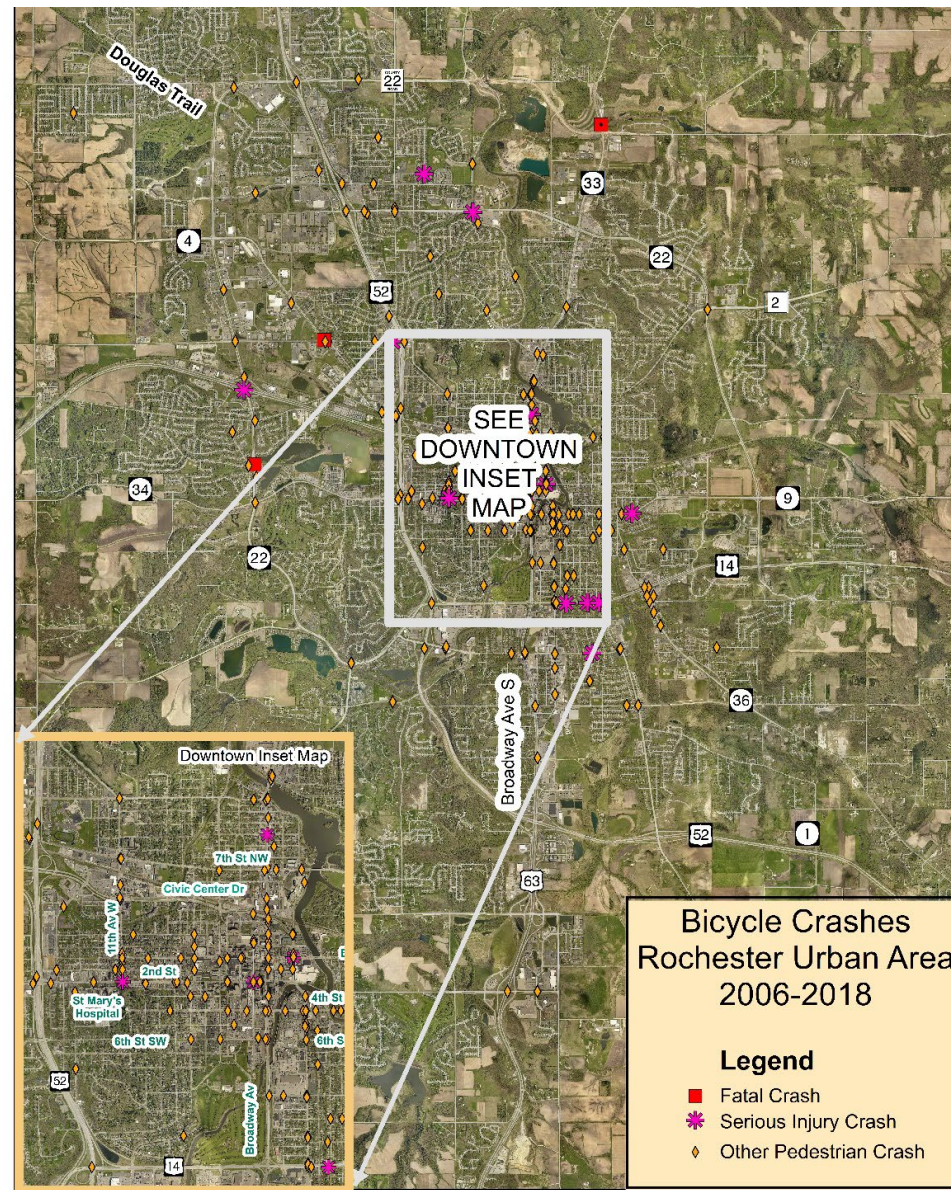 Douglas Trail
COUNTY
22
ROAD
33
4
22
52
2
SEE
DOWNTOWN
INSET
MAP
34
9
22
14
Broadway Ave S
36
52
1
63
Downtown Inset Map
7th St NW
Civic Center Dr
11th Av W
2nd St
St Mary's
Hospital
4th St
6th St SW
6th S
52
Broadway Av
14
Bicycle Crashes
Rochester Urban Area
2006-2018
Legend
Fatal Crash
Serious Injury Crash
Other Pedestrian Crash